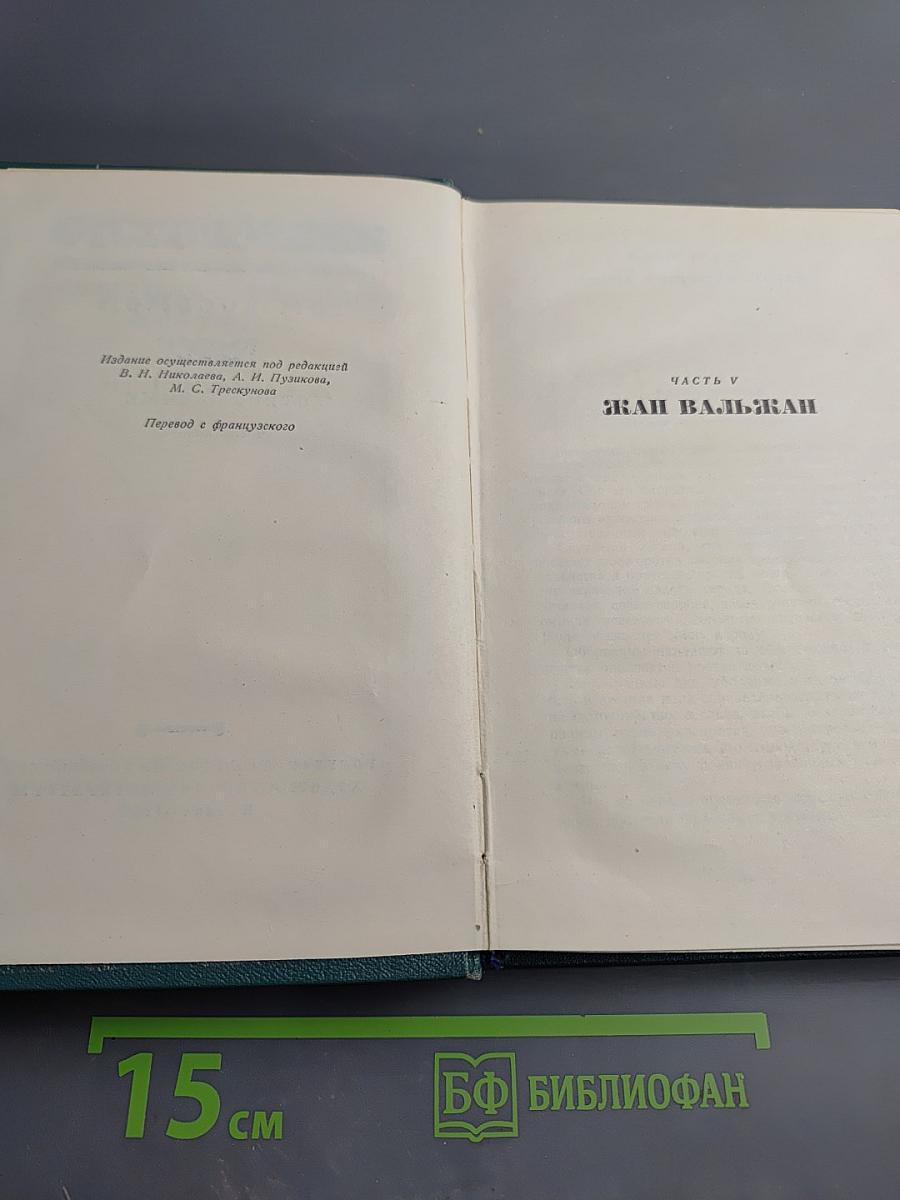 Издание осуществляется под редакцией
В. Н. Николаева, А. И. Пузикова,
М. С. Трескунова
Перевод с французского
ЧАСТЬ V
ЖАН ВАЛЬЖАН
15 см
БФ БИБЛИОФАН